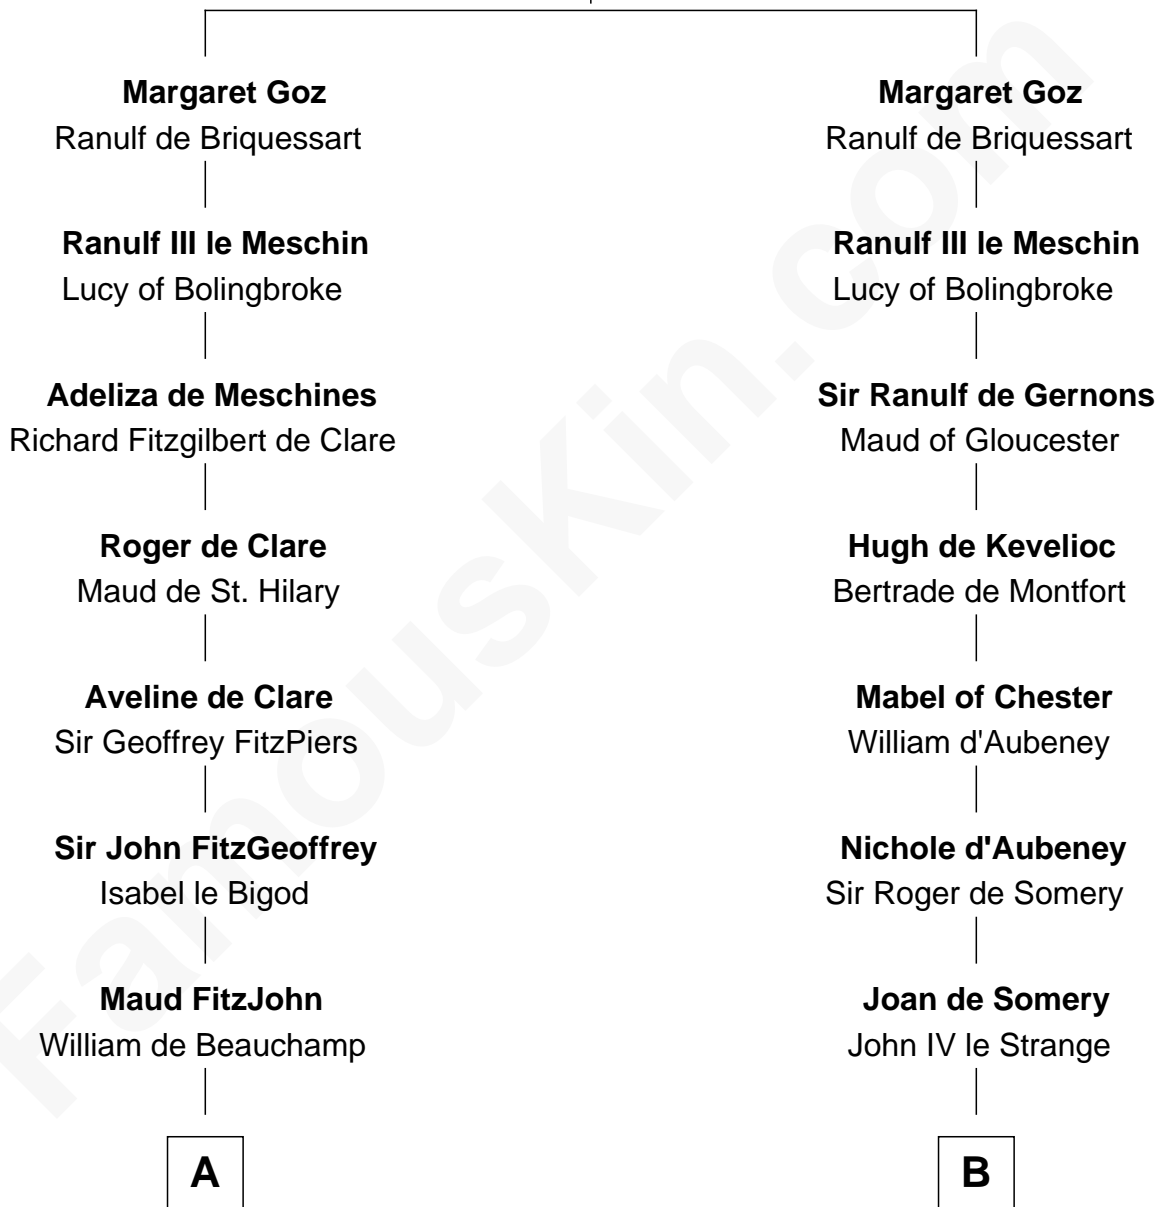 Margaret Goz
Ranulf de Briquessart
Ranulf III le Meschin
Lucy of Bolingbroke
Adeliza de Meschines
Richard Fitzgilbert de Clare
Roger de Clare
Maud de St. Hilary
Aveline de Clare
Sir Geoffrey FitzPiers
Sir John FitzGeoffrey
Isabel le Bigod
Maud FitzJohn
William de Beauchamp
A
Margaret Goz
Ranulf de Briquessart
Ranulf III le Meschin
Lucy of Bolingbroke
Sir Ranulf de Gernons
Maud of Gloucester
Hugh de Kevelioc
Bertrade de Montfort
Mabel of Chester
William d'Aubeney
Nichole d'Aubeney
Sir Roger de Somery
Joan de Somery
John IV le Strange
B
FamousKin.com